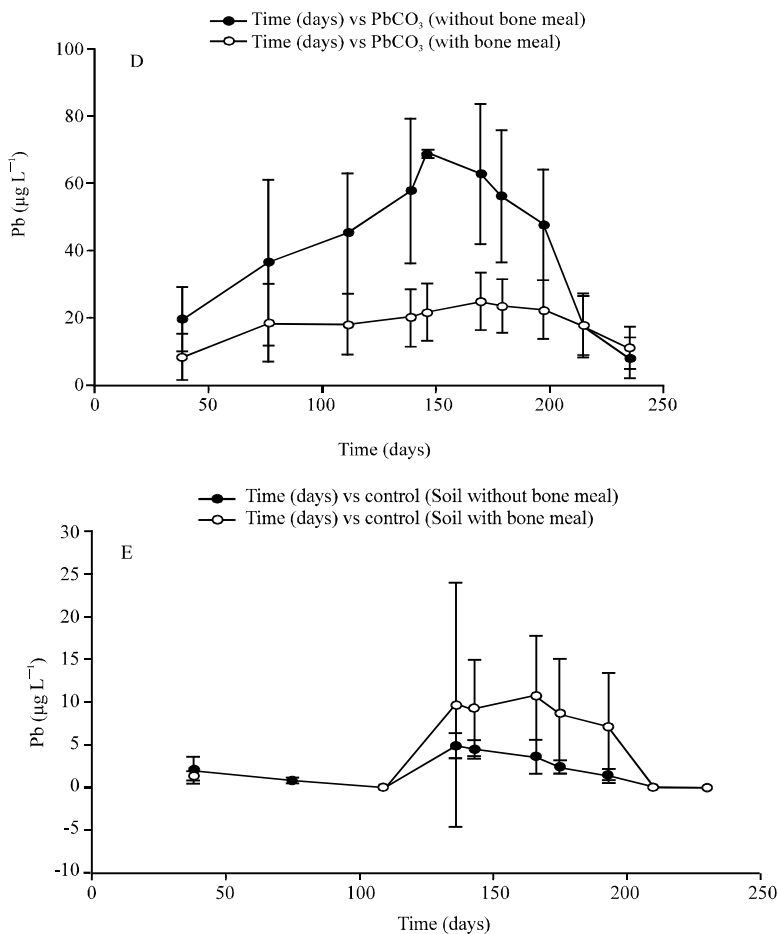 Time (days) vs PbCO₃ (without bone meal)
Time (days) vs PbCO₃ (with bone meal)
D
100
80
60
40
20
0
Pb (µg L⁻¹)
0 50 100 150 200 250
Time (days)
Time (days) vs control (Soil without bone meal)
Time (days) vs control (Soil with bone meal)
E
30
25
20
15
10
5
0
-5
-10
Pb (µg L⁻¹)
0 50 100 150 200 250
Time (days)